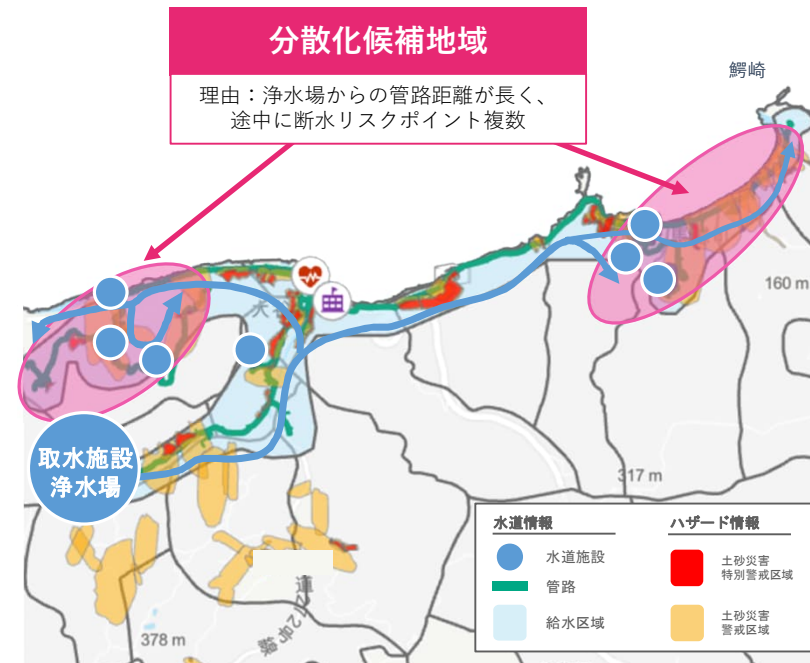 分散化候補地域
理由：浄水場からの管路距離が長く、
途中に断水リスクポイント複数
鰐崎
160 m
取水施設
浄水場
317 m
378 m
水道情報
水道施設
管路
給水区域
ハザード情報
土砂災害
特別警戒区域
土砂災害
警戒区域